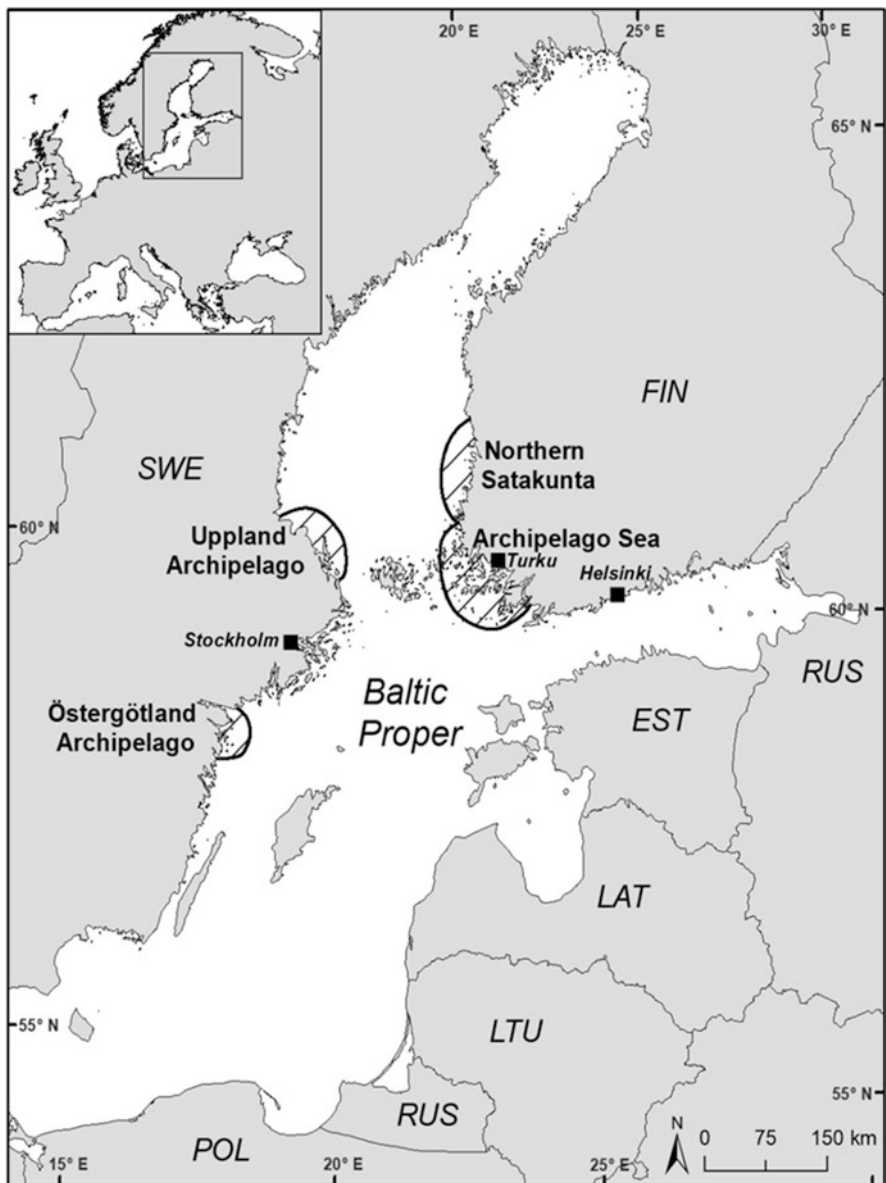 20° E
25° E
30° E
65° N
FIN
Northern
Satakunta
SWE
60° N
Uppland
Archipelago
Archipelago Sea
Turku
Helsinki
60° N
Stockholm
RUS
Baltic
Proper
EST
Östergötland
Archipelago
LAT
55° N
LTU
55° N
RUS
POL
N
0 75 150 km
15° E
20° E
25° E